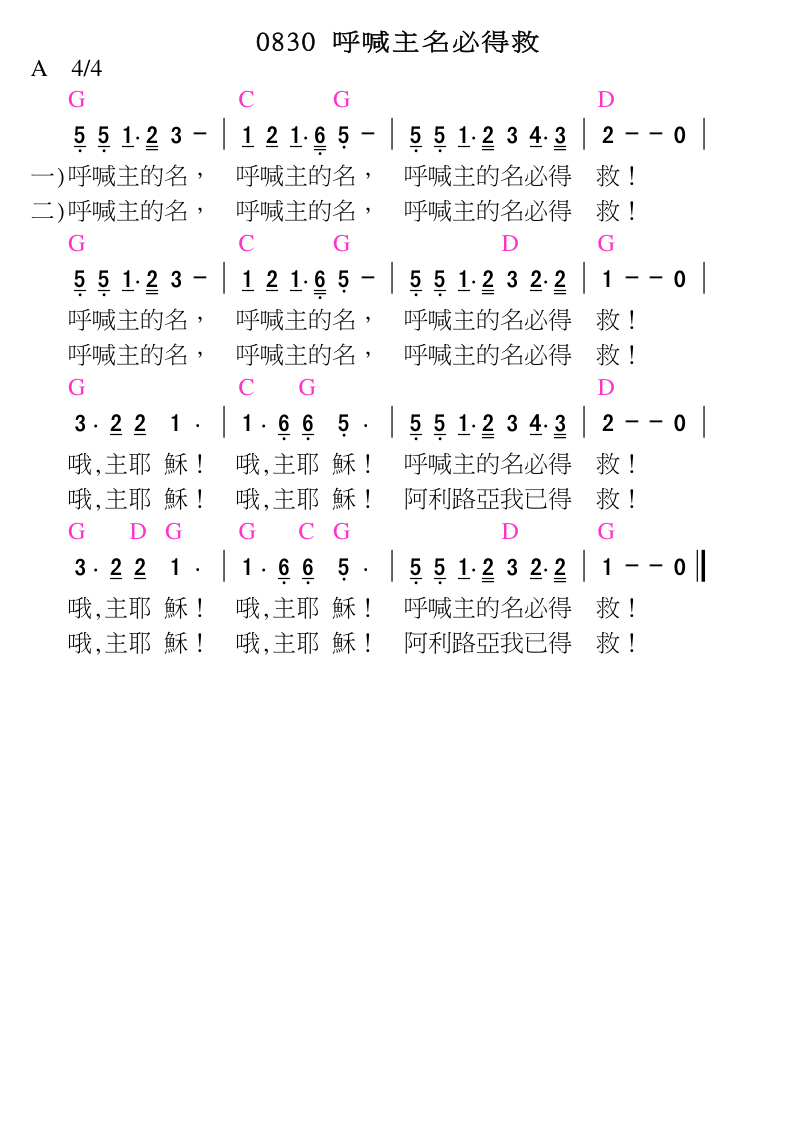 0830 呼喊主名必得救
A 4/4
G C G D
5 5 1· 2 3 – | 1 2 1· 6 5 – | 5 5 1· 2 3 4· 3 | 2 – – 0 |
一)呼喊主的名， 呼喊主的名， 呼喊主的名必得 救！
二)呼喊主的名， 呼喊主的名， 呼喊主的名必得 救！
G C G D G
5 5 1· 2 3 – | 1 2 1· 6 5 – | 5 5 1· 2 3 2· 2 | 1 – – 0 |
呼喊主的名， 呼喊主的名， 呼喊主的名必得 救！
呼喊主的名， 呼喊主的名， 呼喊主的名必得 救！
G C G D
3 · 2 2 1 · | 1 · 6 6 5 · | 5 5 1· 2 3 4· 3 | 2 – – 0 |
哦,主耶 穌！ 哦,主耶 穌！ 呼喊主的名必得 救！
哦,主耶 穌！ 哦,主耶 穌！ 阿利路亞我已得 救！
G D G G C G D G
3 · 2 2 1 · | 1 · 6 6 5 · | 5 5 1· 2 3 2· 2 | 1 – – 0 ‖
哦,主耶 穌！ 哦,主耶 穌！ 呼喊主的名必得 救！
哦,主耶 穌！ 哦,主耶 穌！ 阿利路亞我已得 救！